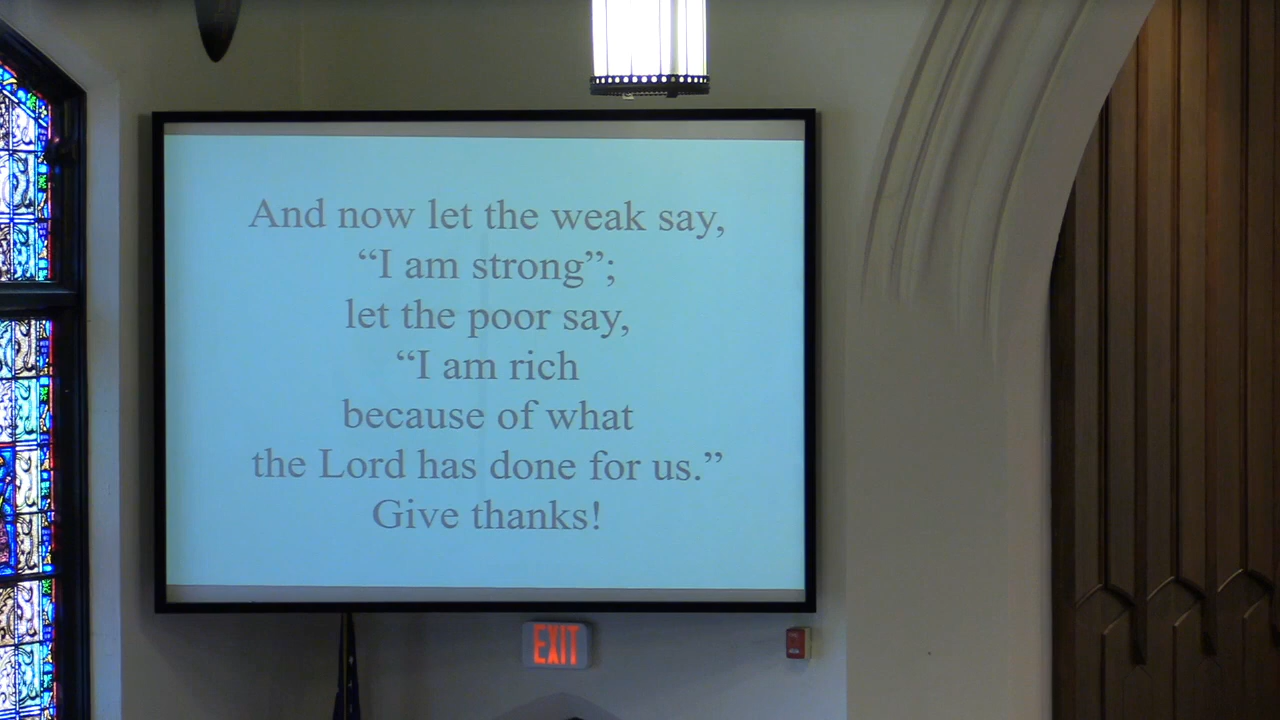 And now let the weak say,
“I am strong”;
let the poor say,
“I am rich
because of what
the Lord has done for us.”
Give thanks!
EXIT